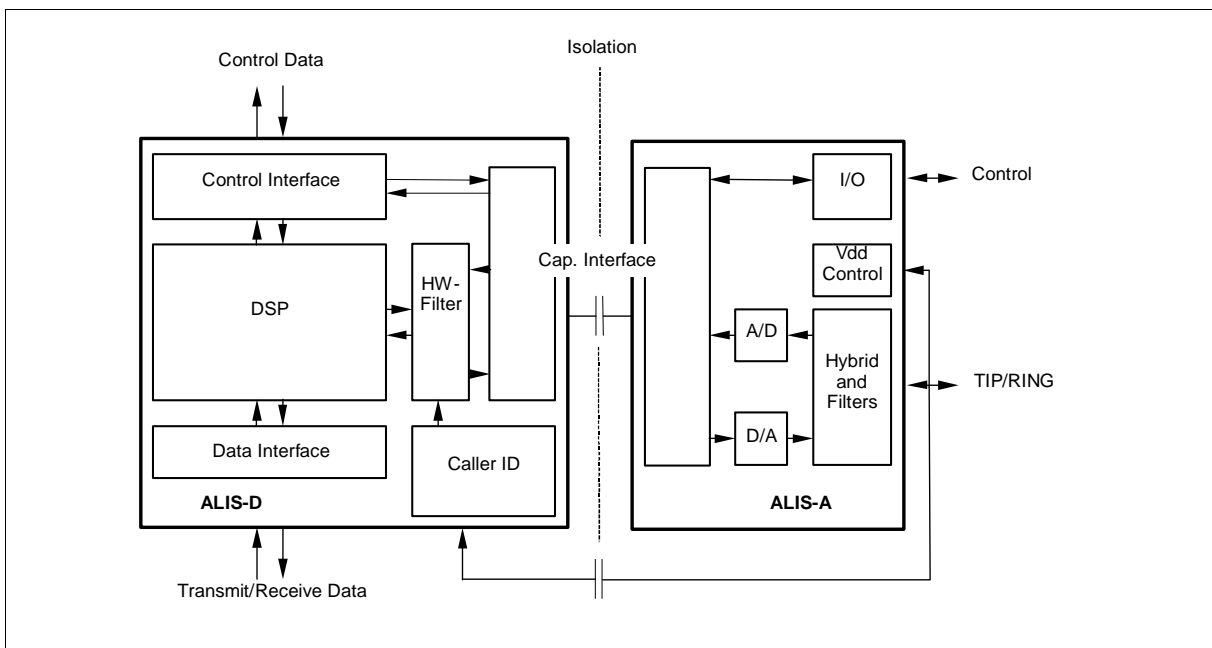 Control Data
Isolation
Control Interface
I/O
Control
DSP
HW-
Filter
Cap. Interface
Vdd
Control
A/D
Hybrid
and
Filters
TIP/RING
D/A
Data Interface
Caller ID
ALIS-D
ALIS-A
Transmit/Receive Data